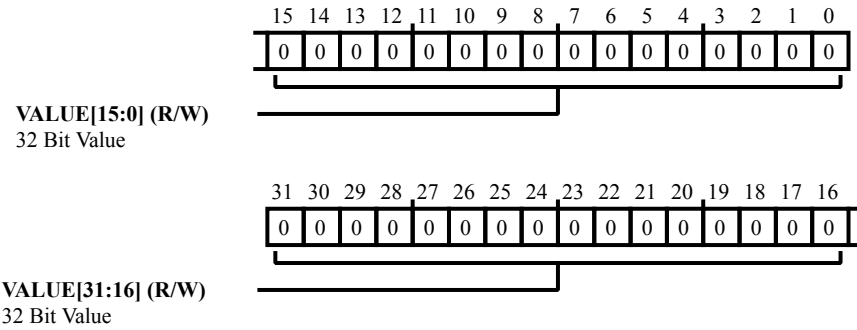 15 14 13 12 11 10 9 8 7 6 5 4 3 2 1 0
0 0 0 0 0 0 0 0 0 0 0 0 0 0 0 0
VALUE[15:0] (R/W)
32 Bit Value
31 30 29 28 27 26 25 24 23 22 21 20 19 18 17 16
0 0 0 0 0 0 0 0 0 0 0 0 0 0 0 0
VALUE[31:16] (R/W)
32 Bit Value